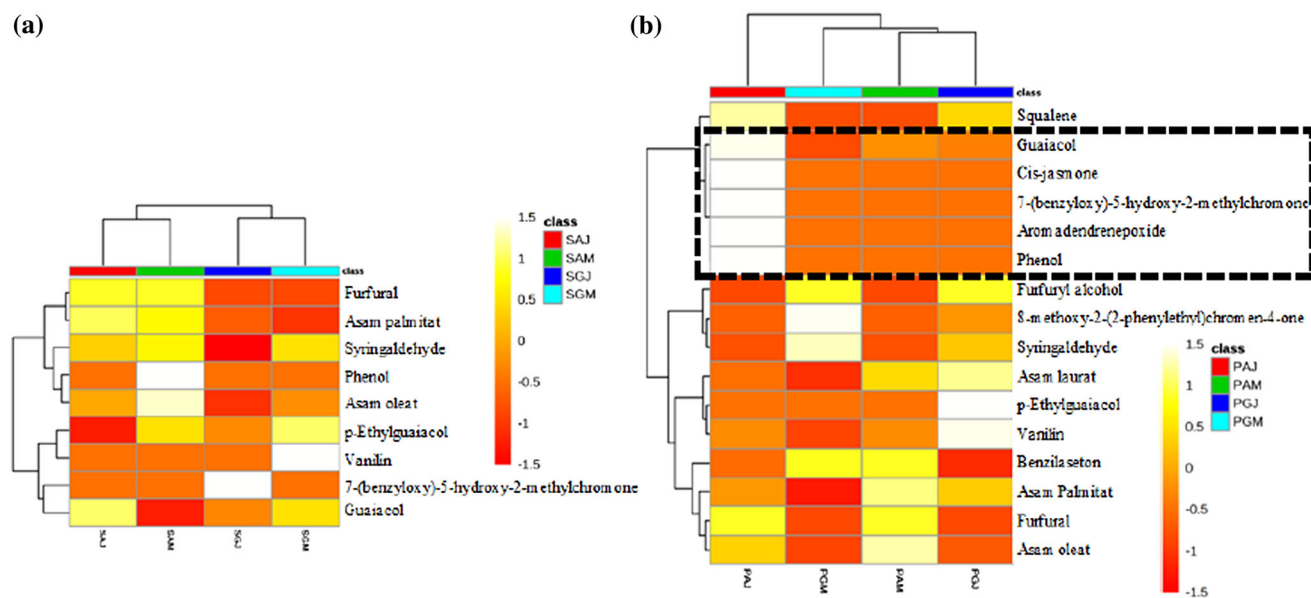 (a)
class
Furfural
Asam palmitat
Syringaldehyde
Phenol
Asam oleat
p-Ethylguaiacol
Vanilin
7-(benzyloxy)-5-hydroxy-2-methylchromone
Guaiacol
SAJ
SAM
SGJ
SGM
1.5
1
0.5
0
-0.5
-1
-1.5
class
SAJ
SAM
SGJ
SGM
(b)
class
Squalene
Guaiacol
Cis-jasmone
7-(benzyloxy)-5-hydroxy-2-methylchromone
Aromadendrenepoxide
Phenol
Furfuryl alcohol
8-methoxy-2-(2-phenylethyl)chromen-4-one
Syringaldehyde
Asam laurat
p-Ethylguaiacol
Vanilin
Benzilaseton
Asam Palmitat
Furfural
Asam oleat
PAJ
PGM
PAM
PGJ
1.5
1
0.5
0
-0.5
-1
-1.5
class
PAJ
PAM
PGJ
PGM